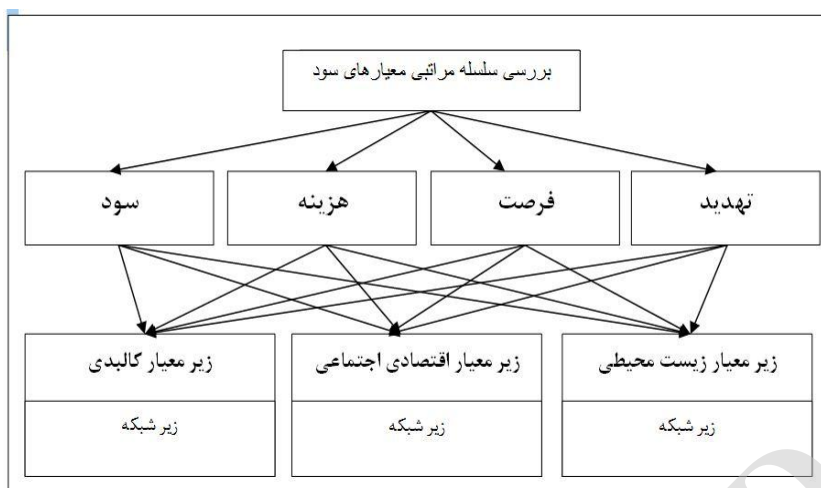 بررسی سلسله مراتبی معیارهای سود
تهدید
فرصت
هزینه
سود
زیر معیار زیست محیطی
زیر معیار اقتصادی اجتماعی
زیر معیار کالبدی
زیر شبکه
زیر شبکه
زیر شبکه